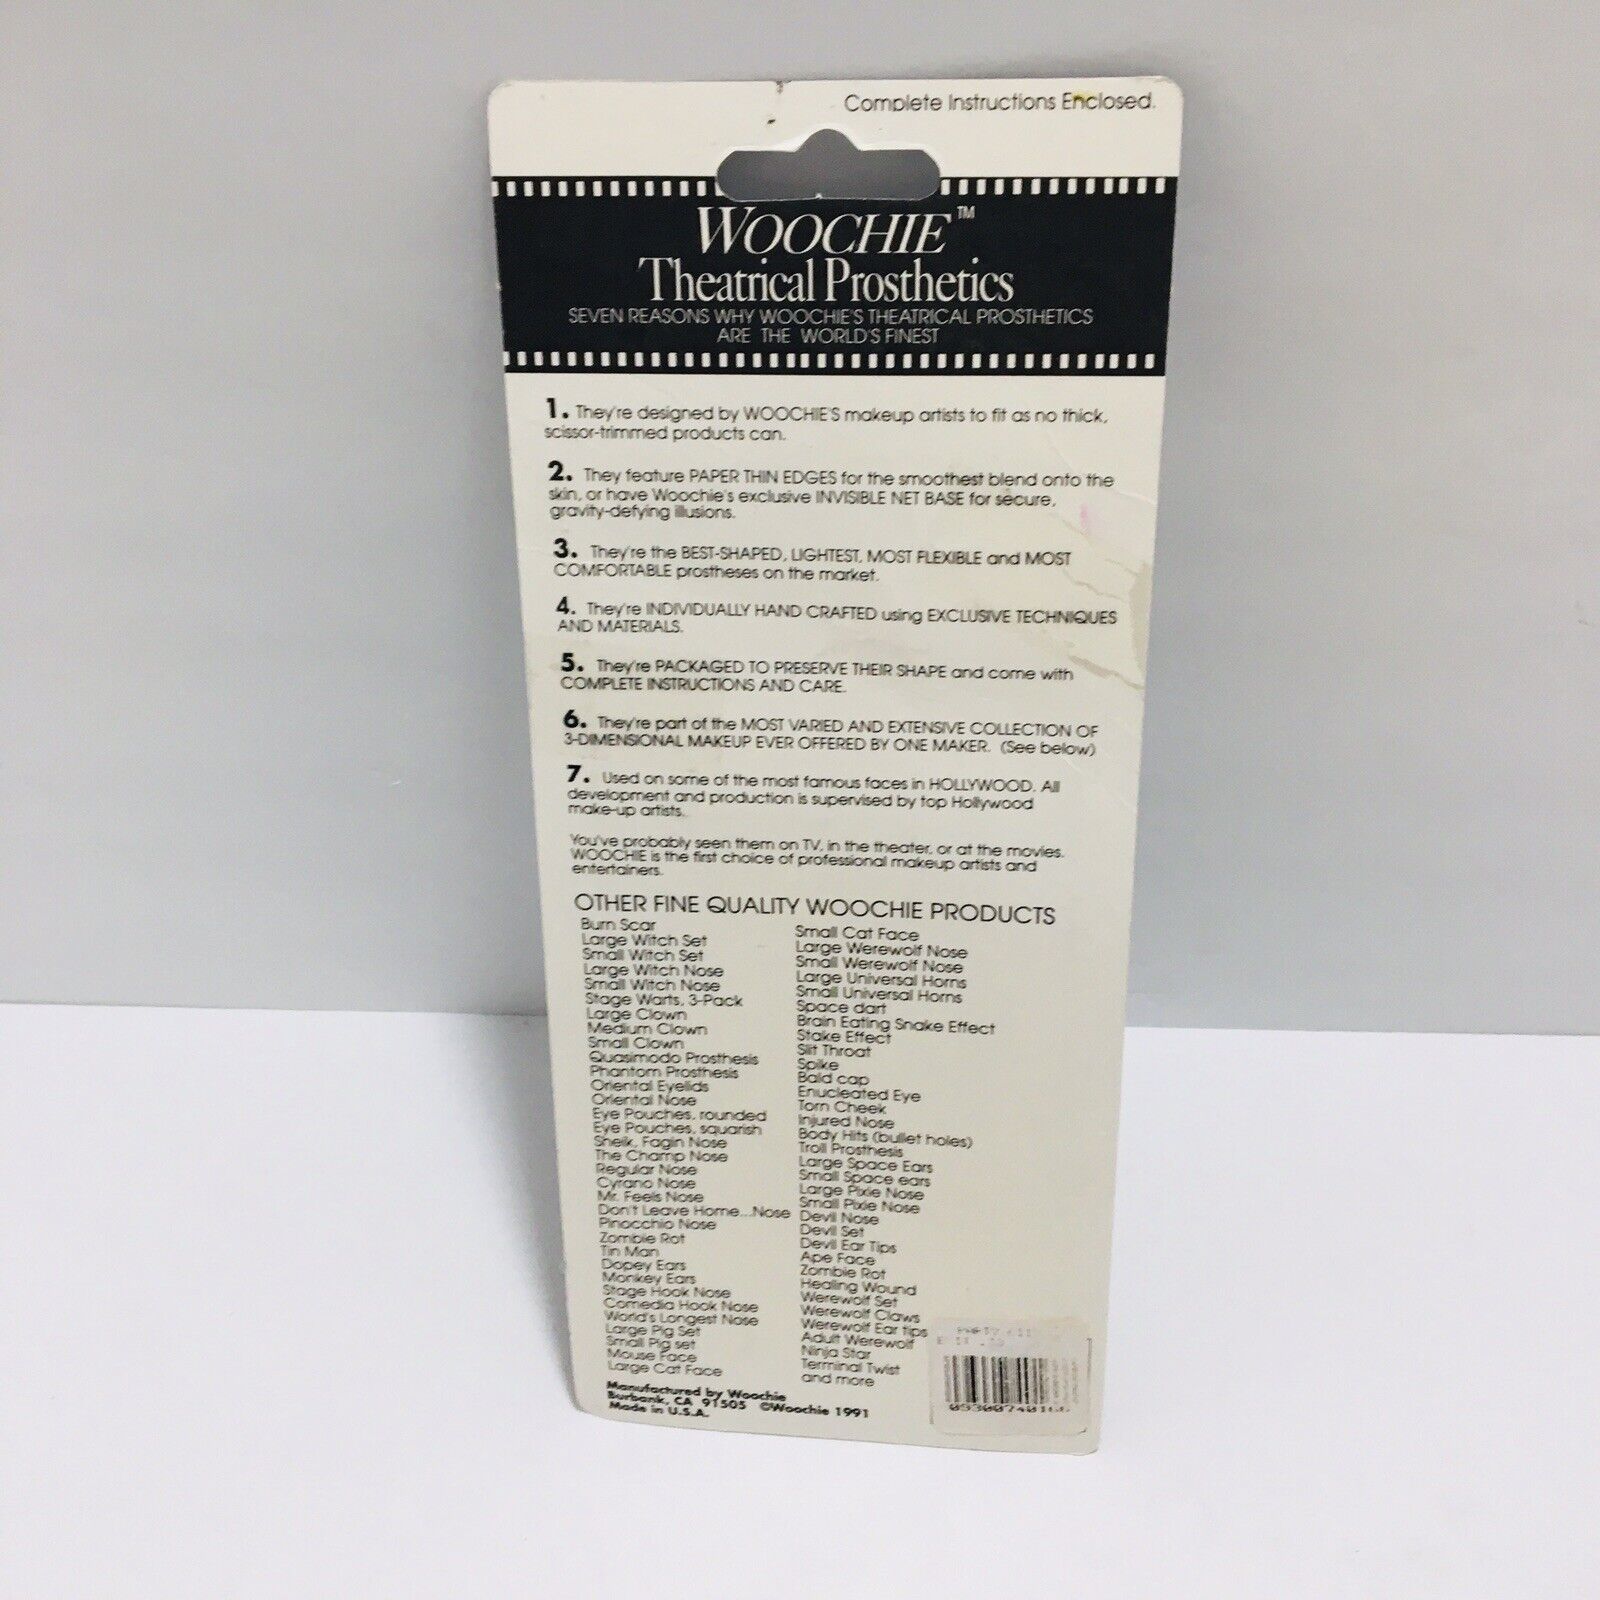 Complete Instructions Enclosed.
WOOCHIE™
Theatrical Prosthetics
SEVEN REASONS WHY WOOCHIE'S THEATRICAL PROSTHETICS
ARE THE WORLD'S FINEST
1. They're designed by WOOCHIE'S makeup artists to fit as no thick,
scissor-trimmed products can.
2. They feature PAPER THIN EDGES for the smoothest blend onto the
skin, or have Woochie's exclusive INVISIBLE NET BASE for secure,
gravity-defying illusions.
3. They're the BEST-SHAPED, LIGHTEST, MOST FLEXIBLE and MOST
COMFORTABLE prostheses on the market.
4. They're INDIVIDUALLY HAND CRAFTED using EXCLUSIVE TECHNIQUES
AND MATERIALS.
5. They're PACKAGED TO PRESERVE THEIR SHAPE and come with
COMPLETE INSTRUCTIONS AND CARE.
6. They're part of the MOST VARIED AND EXTENSIVE COLLECTION OF
3-DIMENSIONAL MAKEUP EVER OFFERED BY ONE MAKER. (See below)
7. Used on some of the most famous faces in HOLLYWOOD. All
development and production is supervised by top Hollywood
make-up artists.
You've probably seen them on TV, in the theater, or at the movies.
WOOCHIE is the first choice of professional makeup artists and
entertainers.
OTHER FINE QUALITY WOOCHIE PRODUCTS
Burn Scar
Large Witch Set
Small Witch Set
Large Witch Nose
Small Witch Nose
Stage Warts, 3-Pack
Large Clown
Medium Clown
Small Clown
Quasimodo Prosthesis
Phantom Prosthesis
Oriental Eyelids
Oriental Nose
Eye Pouches, rounded
Eye Pouches, squarish
Sheik, Fagin Nose
The Champ Nose
Regular Nose
Cyrano Nose
Mr. Feels Nose
Don't Leave Home...Nose
Pinocchio Nose
Zombie Rot
Tin Man
Dopey Ears
Monkey Ears
Stage Hook Nose
Comedia Hook Nose
World's Longest Nose
Large Pig Set
Small Pig set
Mouse Face
Large Cat Face
Small Cat Face
Large Werewolf Nose
Small Werewolf Nose
Large Universal Horns
Small Universal Horns
Space dart
Brain Eating Snake Effect
Stake Effect
Slit Throat
Spike
Bald cap
Enucleated Eye
Torn Cheek
Injured Nose
Body Hits (bullet holes)
Troll Prosthesis
Large Space Ears
Small Space ears
Large Pixie Nose
Small Pixie Nose
Devil Nose
Devil Set
Devil Ear Tips
Ape Face
Zombie Rot
Healing Wound
Werewolf Set
Werewolf Claws
Werewolf Ear tips
Adult Werewolf
Ninja Star
Terminal Twist
and more
Manufactured by Woochie
Burbank, CA 91505 ©Woochie 1991
Made in U.S.A.